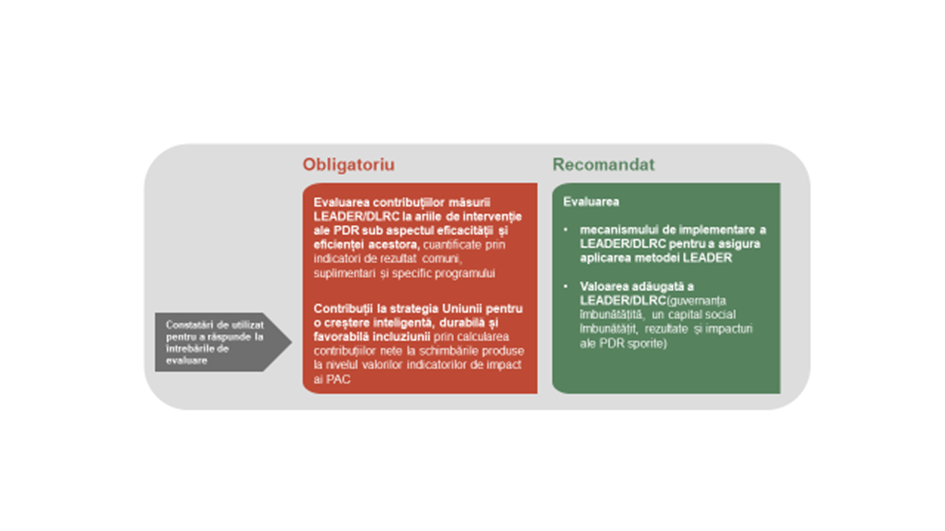 Obligatoriu
Evaluarea contribuțiilor măsurii
LEADER/DLRC la ariile de intervenție
ale PDR sub aspectul eficacității și
eficienței acestora, cuantificate prin
indicatori de rezultat comuni,
suplimentari și specific programului
Contribuții la strategia Uniunii pentru
o creștere inteligentă, durabilă și
favorabilă incluziunii prin calcularea
contribuțiilor nete la schimbările produse
la nivelul valorilor indicatorilor de impact
ai PAC
Recomandat
Evaluarea
• mecanismului de implementare a
LEADER/DLRC pentru a asigura
aplicarea metodei LEADER
• Valoarea adăugată a
LEADER/DLRC(guvernanța
îmbunătățită, un capital social
îmbunătățit, rezultate și impacturi
ale PDR sporite)
Constatări de utilizat
pentru a răspunde la
întrebările de
evaluare